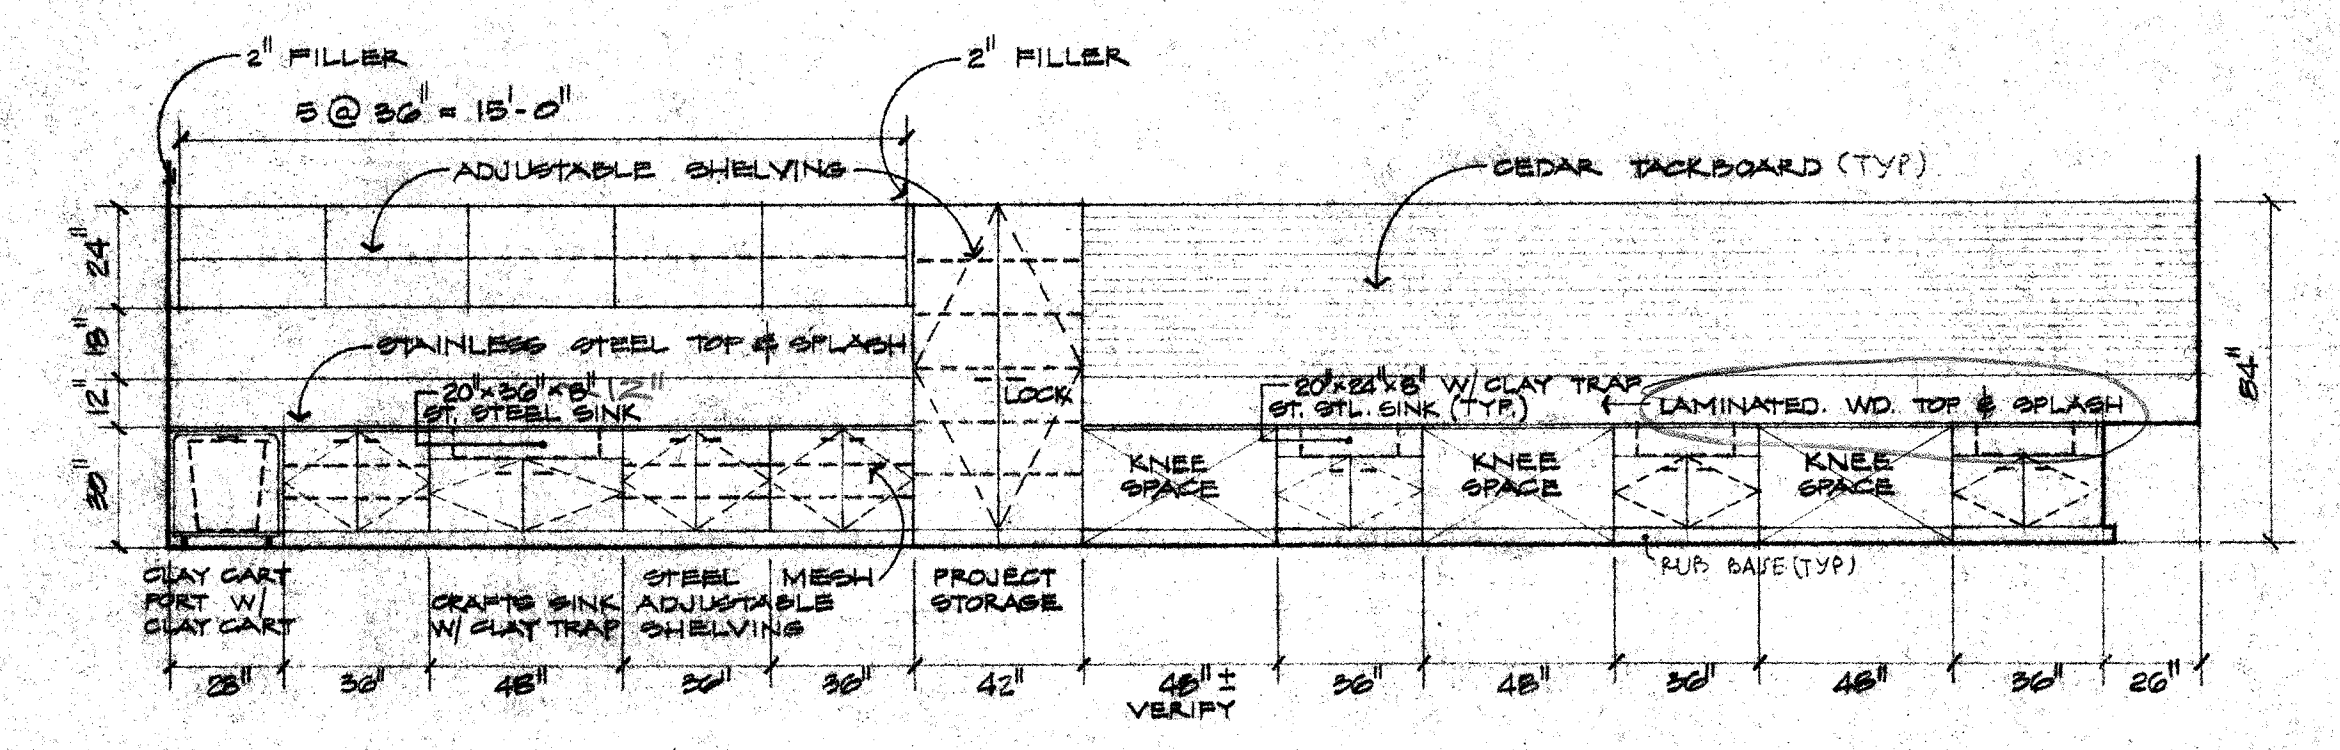 2" FILLER
2" FILLER
5 @ 36" = 15'-0"
ADJUSTABLE SHELVING
CEDAR TACKBOARD (TYP)
24"
18"
12"
30"
84"
STAINLESS STEEL TOP & SPLASH
20"x36"x8" 12"
ST. STEEL SINK
LOCK
20"x24"x8" W/ CLAY TRAP
ST. STL. SINK (TYP.)
LAMINATED. WD. TOP & SPLASH
KNEE
SPACE
KNEE
SPACE
KNEE
SPACE
RUB BASE (TYP)
CLAY CART
PORT W/
CLAY CART
CRAFTS SINK
W/ CLAY TRAP
STEEL MESH
ADJUSTABLE
SHELVING
PROJECT
STORAGE
28"
36"
48"
36"
36"
42"
48" ±
VERIFY
36"
48"
36"
48"
36"
26"